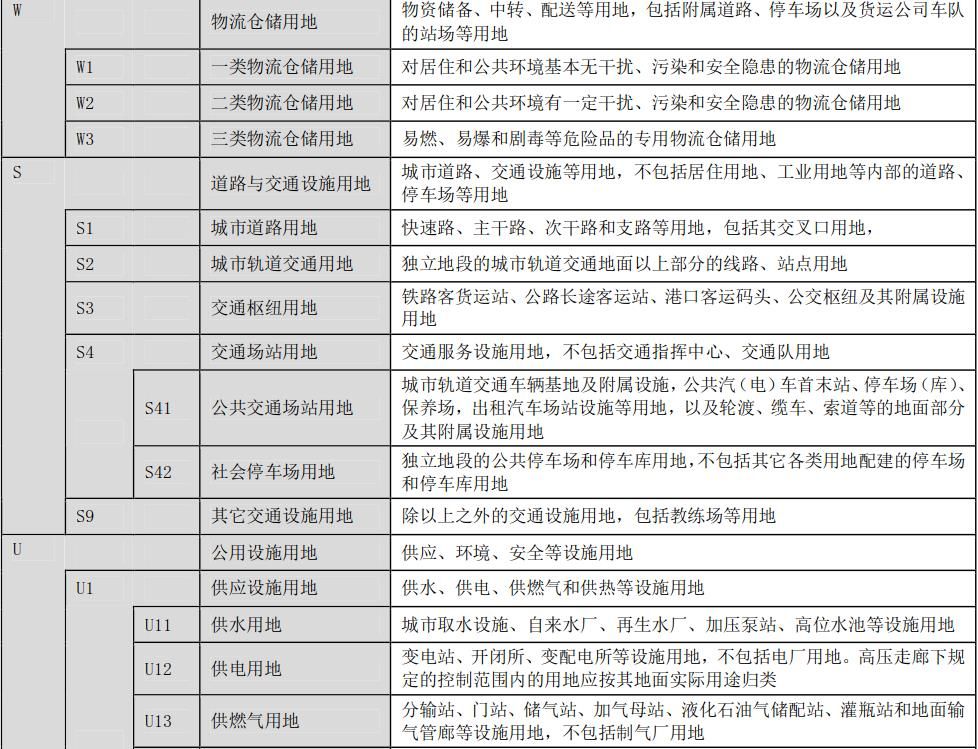 W 物流仓储用地 物资储备、中转、配送等用地，包括附属道路、停车场以及货运公司车队
的站场等用地
W1 一类物流仓储用地 对居住和公共环境基本无干扰、污染和安全隐患的物流仓储用地
W2 二类物流仓储用地 对居住和公共环境有一定干扰、污染和安全隐患的物流仓储用地
W3 三类物流仓储用地 易燃、易爆和剧毒等危险品的专用物流仓储用地
S 道路与交通设施用地 城市道路、交通设施等用地，不包括居住用地、工业用地等内部的道路、
停车场等用地
S1 城市道路用地 快速路、主干路、次干路和支路等用地，包括其交叉口用地，
S2 城市轨道交通用地 独立地段的城市轨道交通地面以上部分的线路、站点用地
S3 交通枢纽用地 铁路客货运站、公路长途客运站、港口客运码头、公交枢纽及其附属设施
用地
S4 交通场站用地 交通服务设施用地，不包括交通指挥中心、交通队用地
S41 公共交通场站用地 城市轨道交通车辆基地及附属设施，公共汽（电）车首末站、停车场（库）、
保养场，出租汽车场站设施等用地，以及轮渡、缆车、索道等的地面部分
及其附属设施用地
S42 社会停车场用地 独立地段的公共停车场和停车库用地，不包括其它各类用地配建的停车场
和停车库用地
S9 其它交通设施用地 除以上之外的交通设施用地，包括教练场等用地
U 公用设施用地 供应、环境、安全等设施用地
U1 供应设施用地 供水、供电、供燃气和供热等设施用地
U11 供水用地 城市取水设施、自来水厂、再生水厂、加压泵站、高位水池等设施用地
U12 供电用地 变电站、开闭所、变配电所等设施用地，不包括电厂用地。高压走廊下规
定的控制范围内的用地应按其地面实际用途归类
U13 供燃气用地 分输站、门站、储气站、加气母站、液化石油气储配站、灌瓶站和地面输
气管廊等设施用地，不包括制气厂用地